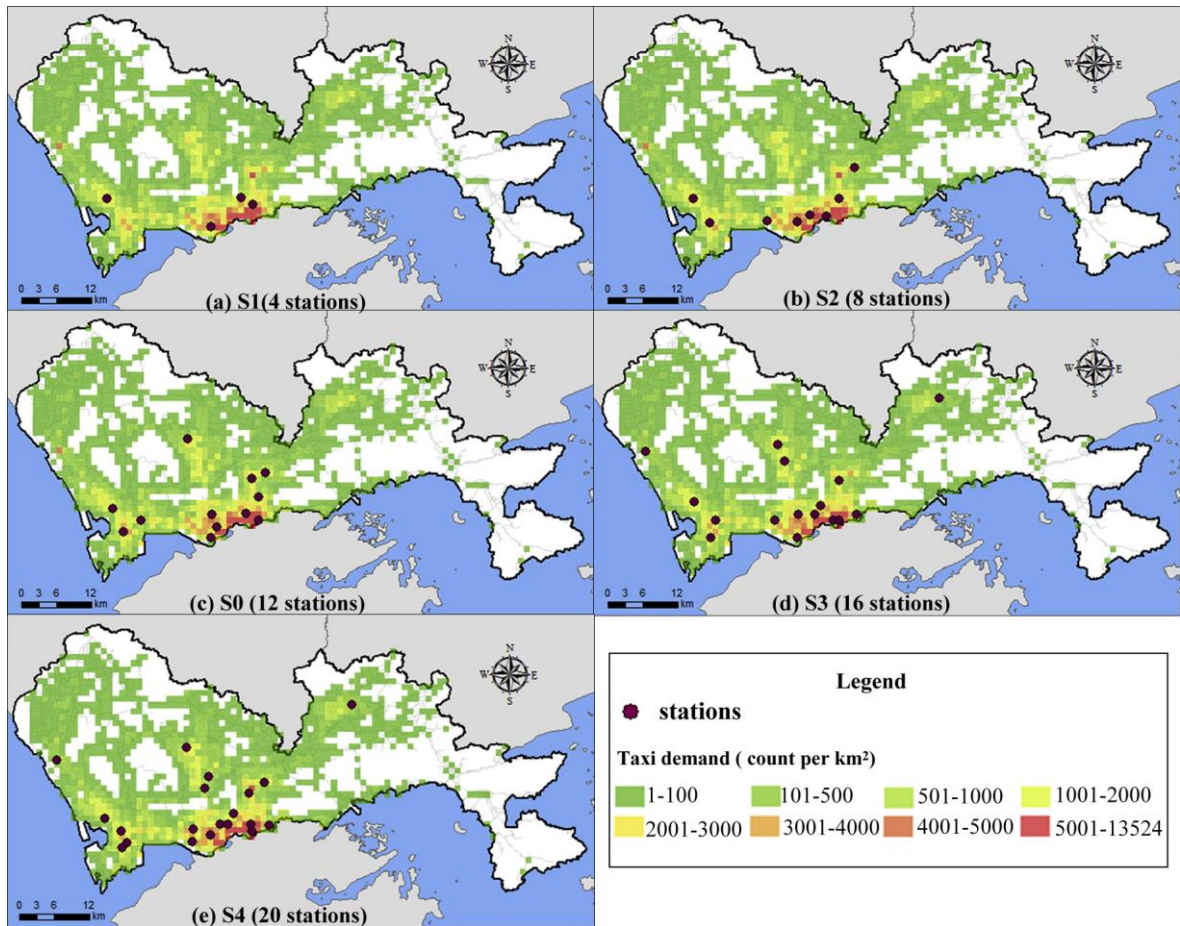 N
W E
S
0 3 6 12
km
(a) S1(4 stations)
N
W E
S
0 3 6 12
km
(b) S2 (8 stations)
N
W E
S
0 3 6 12
km
(c) S0 (12 stations)
N
W E
S
0 3 6 12
km
(d) S3 (16 stations)
N
W E
S
0 3 6 12
km
(e) S4 (20 stations)
Legend
stations
Taxi demand ( count per km²)
1-100 101-500 501-1000 1001-2000
2001-3000 3001-4000 4001-5000 5001-13524